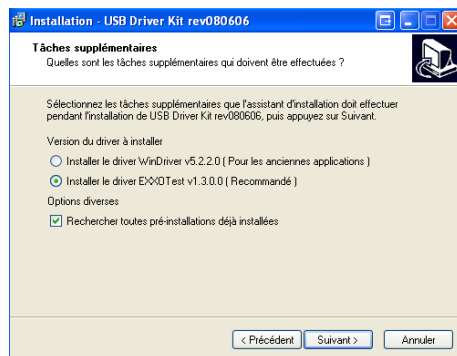 Installation - USB Driver Kit rev080606
Tâches supplémentaires
Quelles sont les tâches supplémentaires qui doivent être effectuées ?
Sélectionnez les tâches supplémentaires que l'assistant d'installation doit effectuer
pendant l'installation de USB Driver Kit rev080606, puis appuyez sur Suivant.
Version du driver à installer
Installer le driver WinDriver v5.2.2.0 ( Pour les anciennes applications )
Installer le driver EXXOTest v1.3.0.0 ( Recommandé )
Options diverses
Rechercher toutes pré-installations déjà installées
< Précédent Suivant > Annuler